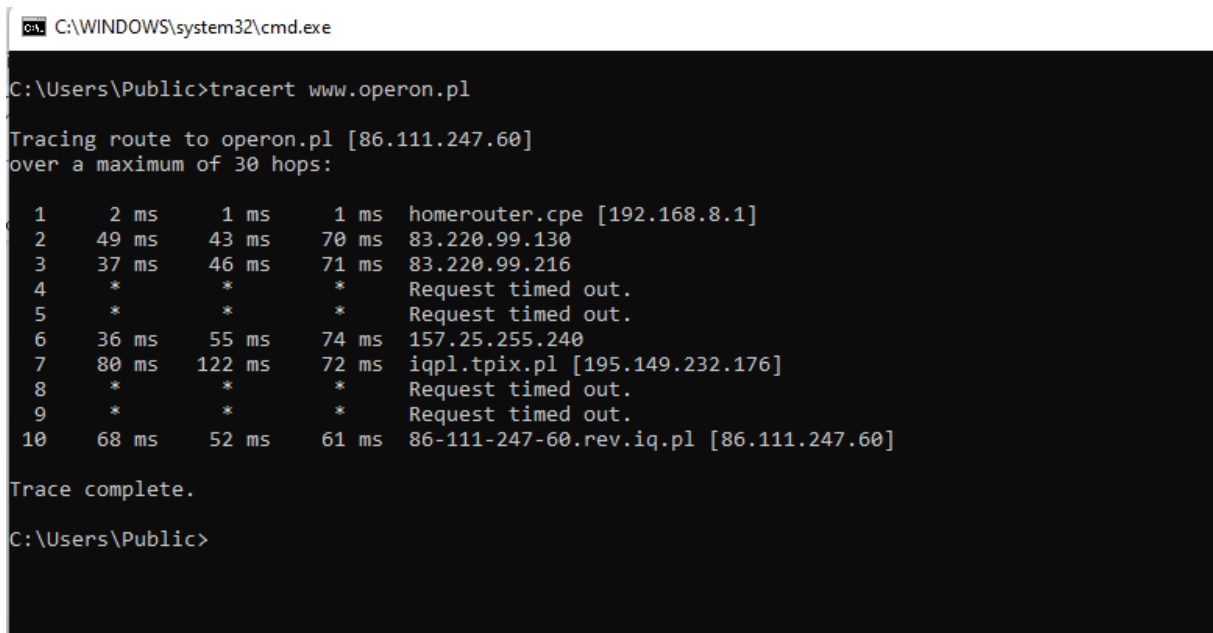 C:\WINDOWS\system32\cmd.exe
C:\Users\Public>tracert www.operon.pl
Tracing route to operon.pl [86.111.247.60]
over a maximum of 30 hops:
1 2 ms 1 ms 1 ms homerouter.cpe [192.168.8.1]
2 49 ms 43 ms 70 ms 83.220.99.130
3 37 ms 46 ms 71 ms 83.220.99.216
4 * * * Request timed out.
5 * * * Request timed out.
6 36 ms 55 ms 74 ms 157.25.255.240
7 80 ms 122 ms 72 ms iqpl.tpix.pl [195.149.232.176]
8 * * * Request timed out.
9 * * * Request timed out.
10 68 ms 52 ms 61 ms 86-111-247-60.rev.iq.pl [86.111.247.60]
Trace complete.
C:\Users\Public>